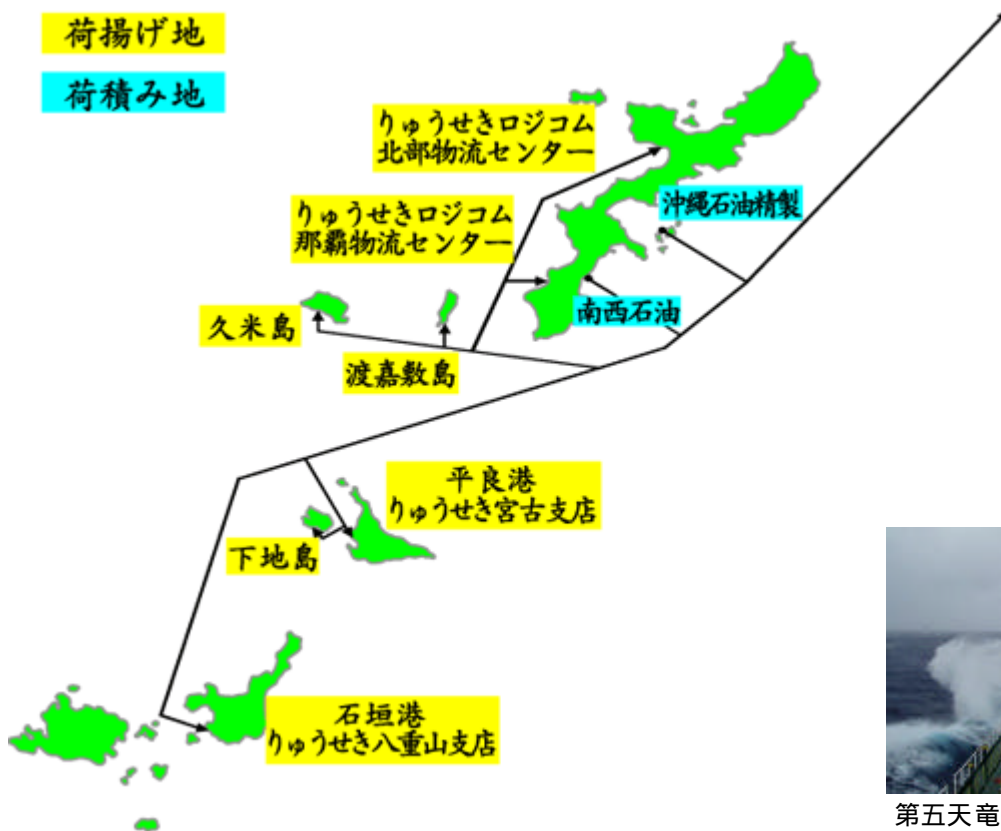 荷揚げ地
荷積み地
りゅうせきロジコム
北部物流センター
沖縄石油精製
りゅうせきロジコム
那覇物流センター
南西石油
久米島
渡嘉敷島
平良港
りゅうせき宮古支店
下地島
石垣港
りゅうせき八重山支店
第五天竜